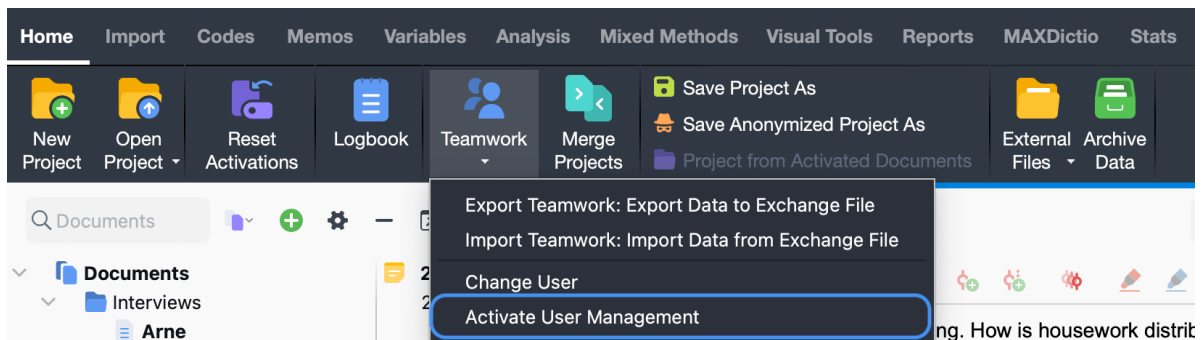 Home Import Codes Memos Variables Analysis Mixed Methods Visual Tools Reports MAXDictio Stats
New Project
Open Project
Reset Activations
Logbook
Teamwork
Merge Projects
Save Project As
Save Anonymized Project As
Project from Activated Documents
External Files
Archive Data
Export Teamwork: Export Data to Exchange File
Import Teamwork: Import Data from Exchange File
Change User
Activate User Management
Documents
Documents
Interviews
Arne
2
2
ng. How is housework distrib